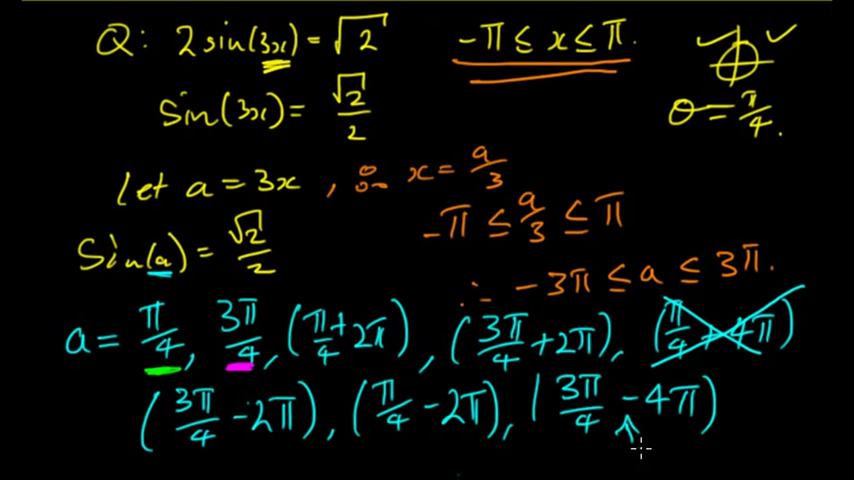 Q: 2sin(3x) = √2 -π ≤ x ≤ π.
Sin(3x) = √2/2 θ = π/4.
Let a = 3x, ∴ x = a/3
-π ≤ a/3 ≤ π
Sin(a) = √2/2
∴ -3π ≤ a ≤ 3π.
a = π/4, 3π/4, (π/4 + 2π), (3π/4 + 2π), (π/4 + 4π)
(3π/4 - 2π), (π/4 - 2π), (3π/4 - 4π)